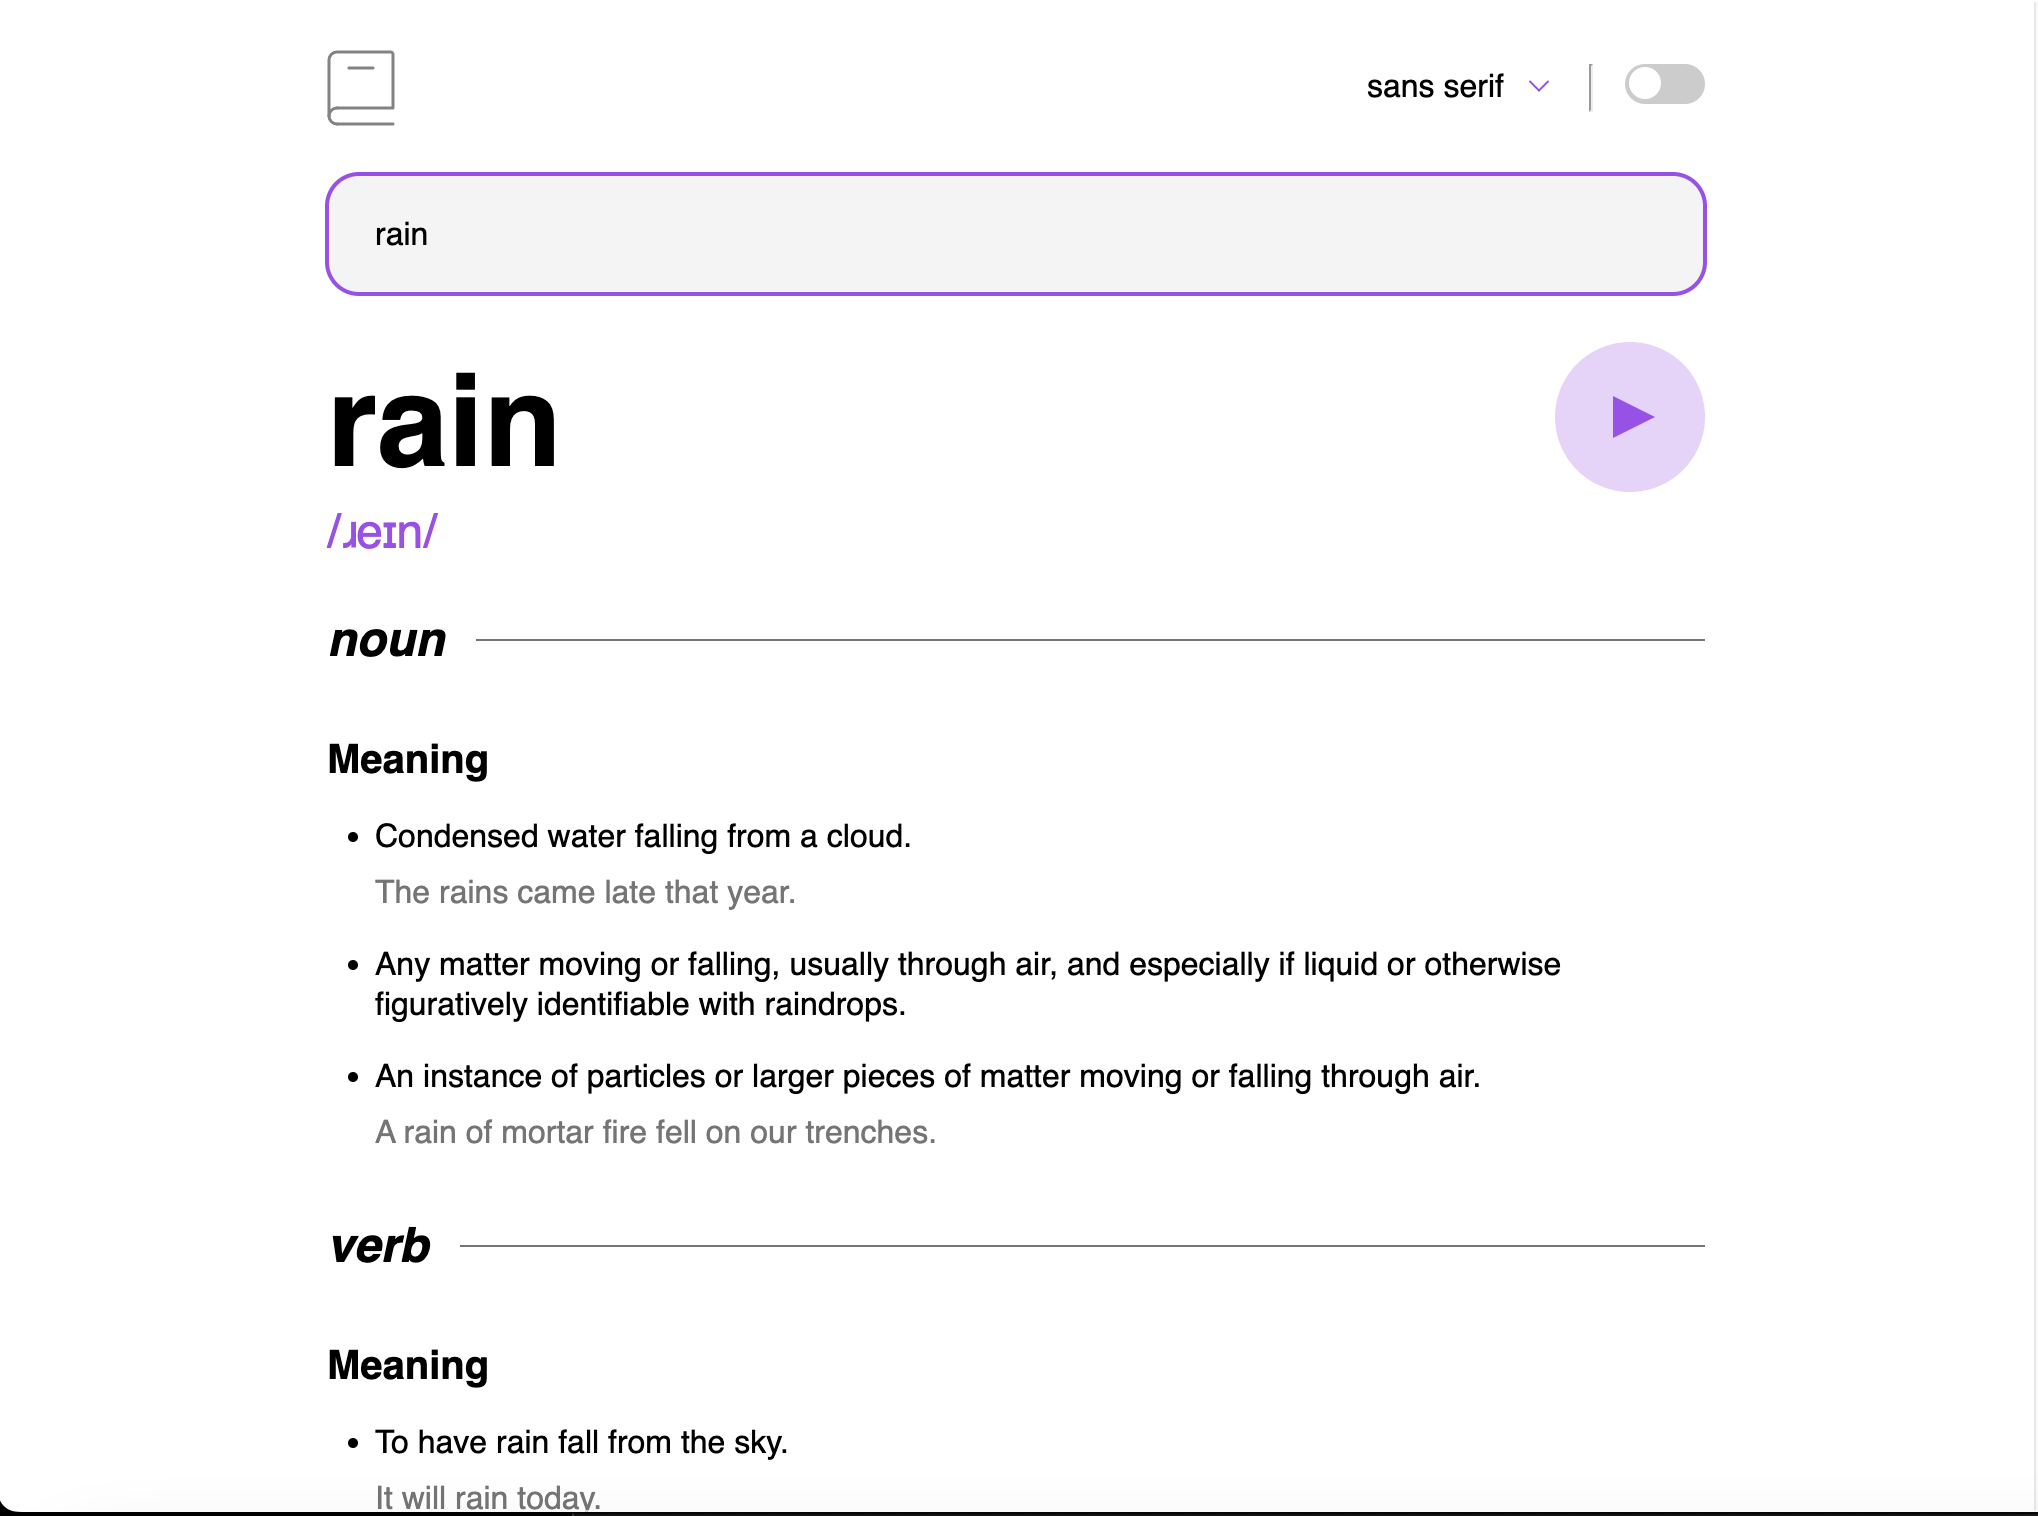 sans serif
rain
rain
/ɹeɪn/
noun
Meaning
• Condensed water falling from a cloud.
The rains came late that year.
• Any matter moving or falling, usually through air, and especially if liquid or otherwise
figuratively identifiable with raindrops.
• An instance of particles or larger pieces of matter moving or falling through air.
A rain of mortar fire fell on our trenches.
verb
Meaning
• To have rain fall from the sky.
It will rain today.